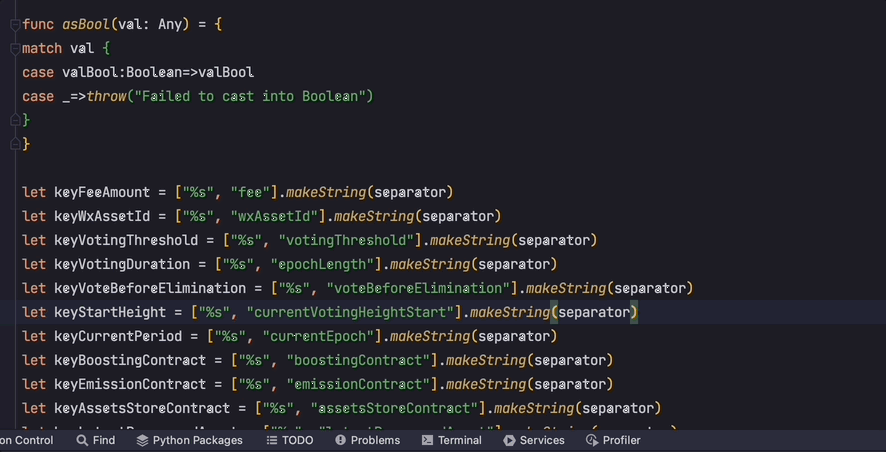 func asBool(val: Any) = {
match val {
case valBool:Boolean=>valBool
case _=>throw("Failed to cast into Boolean")
}
}
let keyFeeAmount = ["%s", "fee"].makeString(separator)
let keyWxAssetId = ["%s", "wxAssetId"].makeString(separator)
let keyVotingThreshold = ["%s", "votingThreshold"].makeString(separator)
let keyVotingDuration = ["%s", "epochLength"].makeString(separator)
let keyVoteBeforeElimination = ["%s", "voteBeforeElimination"].makeString(separator)
let keyStartHeight = ["%s", "currentVotingHeightStart"].makeString(separator)
let keyCurrentPeriod = ["%s", "currentEpoch"].makeString(separator)
let keyBoostingContract = ["%s", "boostingContract"].makeString(separator)
let keyEmissionContract = ["%s", "emissionContract"].makeString(separator)
let keyAssetsStoreContract = ["%s", "assetsStoreContract"].makeString(separator)
on Control Find Python Packages TODO Problems Terminal Services Profiler